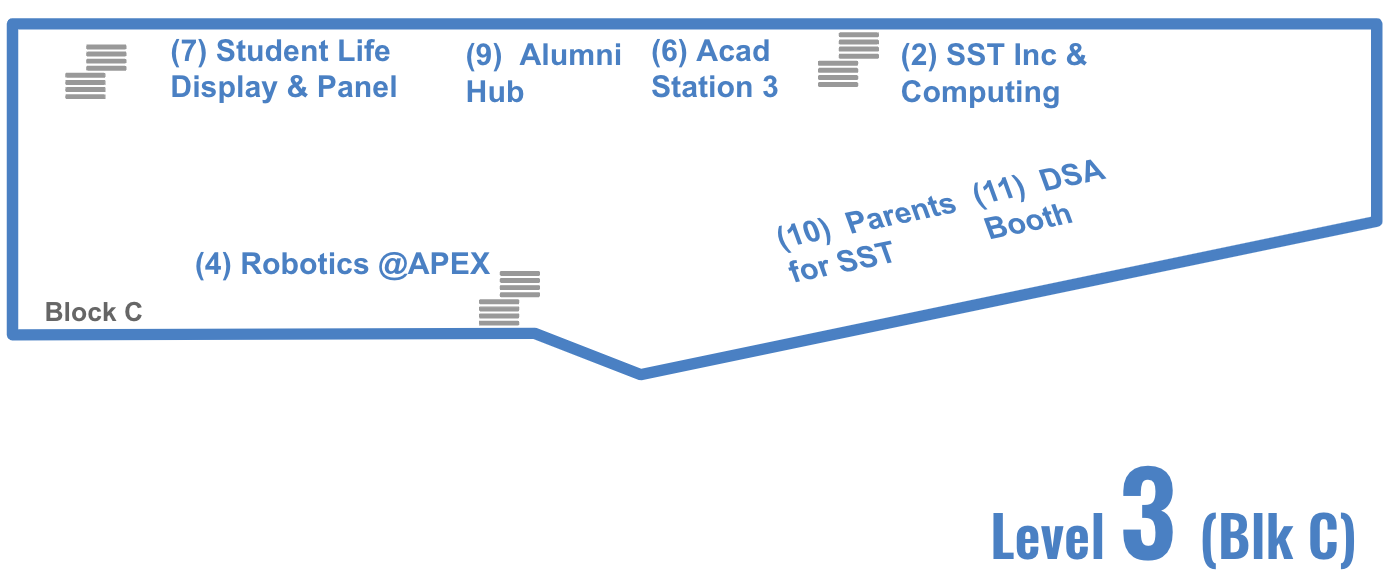 (7) Student Life
Display & Panel
(9) Alumni
Hub
(6) Acad
Station 3
(2) SST Inc &
Computing
(10) Parents
for SST
(11) DSA
Booth
(4) Robotics @APEX
Block C
Level 3 (Blk C)